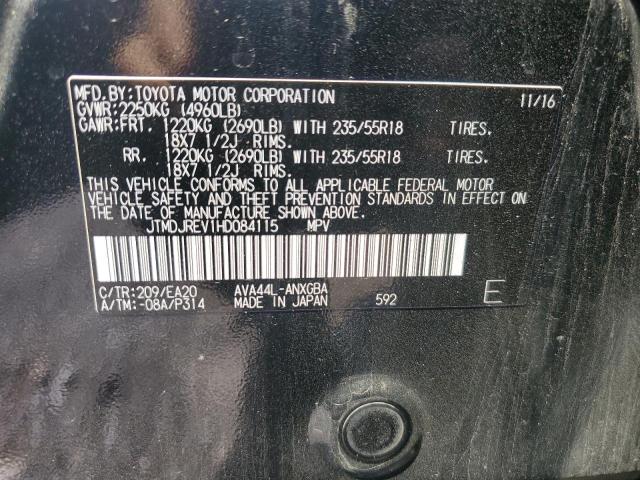 MFD. BY:TOYOTA MOTOR CORPORATION 11/16
GVWR:2250KG (4960LB)
GAWR:FRT. 1220KG (2690LB) WITH 235/55R18 TIRES.
18X7 1/2J RIMS.
RR. 1220KG (2690LB) WITH 235/55R18 TIRES.
18X7 1/2J RIMS.
THIS VEHICLE CONFORMS TO ALL APPLICABLE FEDERAL MOTOR
VEHICLE SAFETY AND THEFT PREVENTION STANDARDS IN EFFECT ON
THE DATE OF MANUFACTURE SHOWN ABOVE.
JTMDJREV1HD084115 MPV
C/TR:209/EA20 AVA44L-ANXGBA
A/TM:-08A/P314 MADE IN JAPAN 592 E